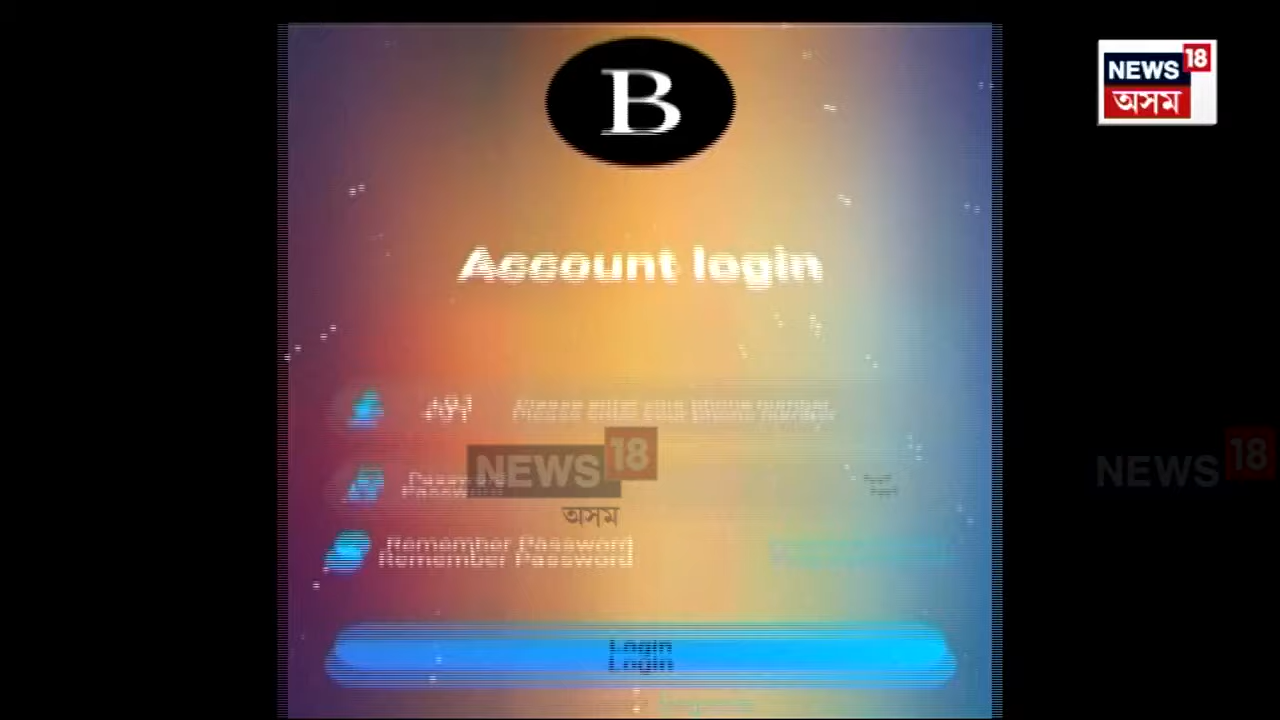 B
NEWS 18
অসম
Account login
+91
Password
NEWS 18
অসম
NEWS 18
Remember Password
Login